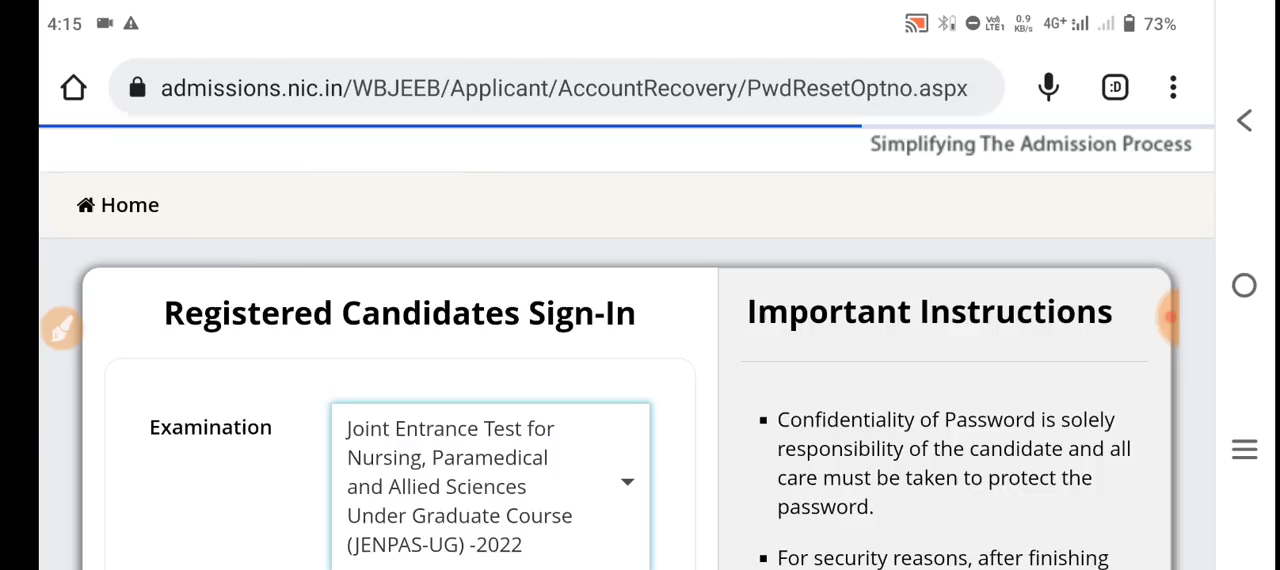 4:15
Vo) LTE1 0.9 KB/s 4G+ 73%
admissions.nic.in/WBJEEB/Applicant/AccountRecovery/PwdResetOptno.aspx
:D
Simplifying The Admission Process
Home
Registered Candidates Sign-In
Examination
Joint Entrance Test for
Nursing, Paramedical
and Allied Sciences
Under Graduate Course
(JENPAS-UG) -2022
Important Instructions
Confidentiality of Password is solely
responsibility of the candidate and all
care must be taken to protect the
password.
For security reasons, after finishing